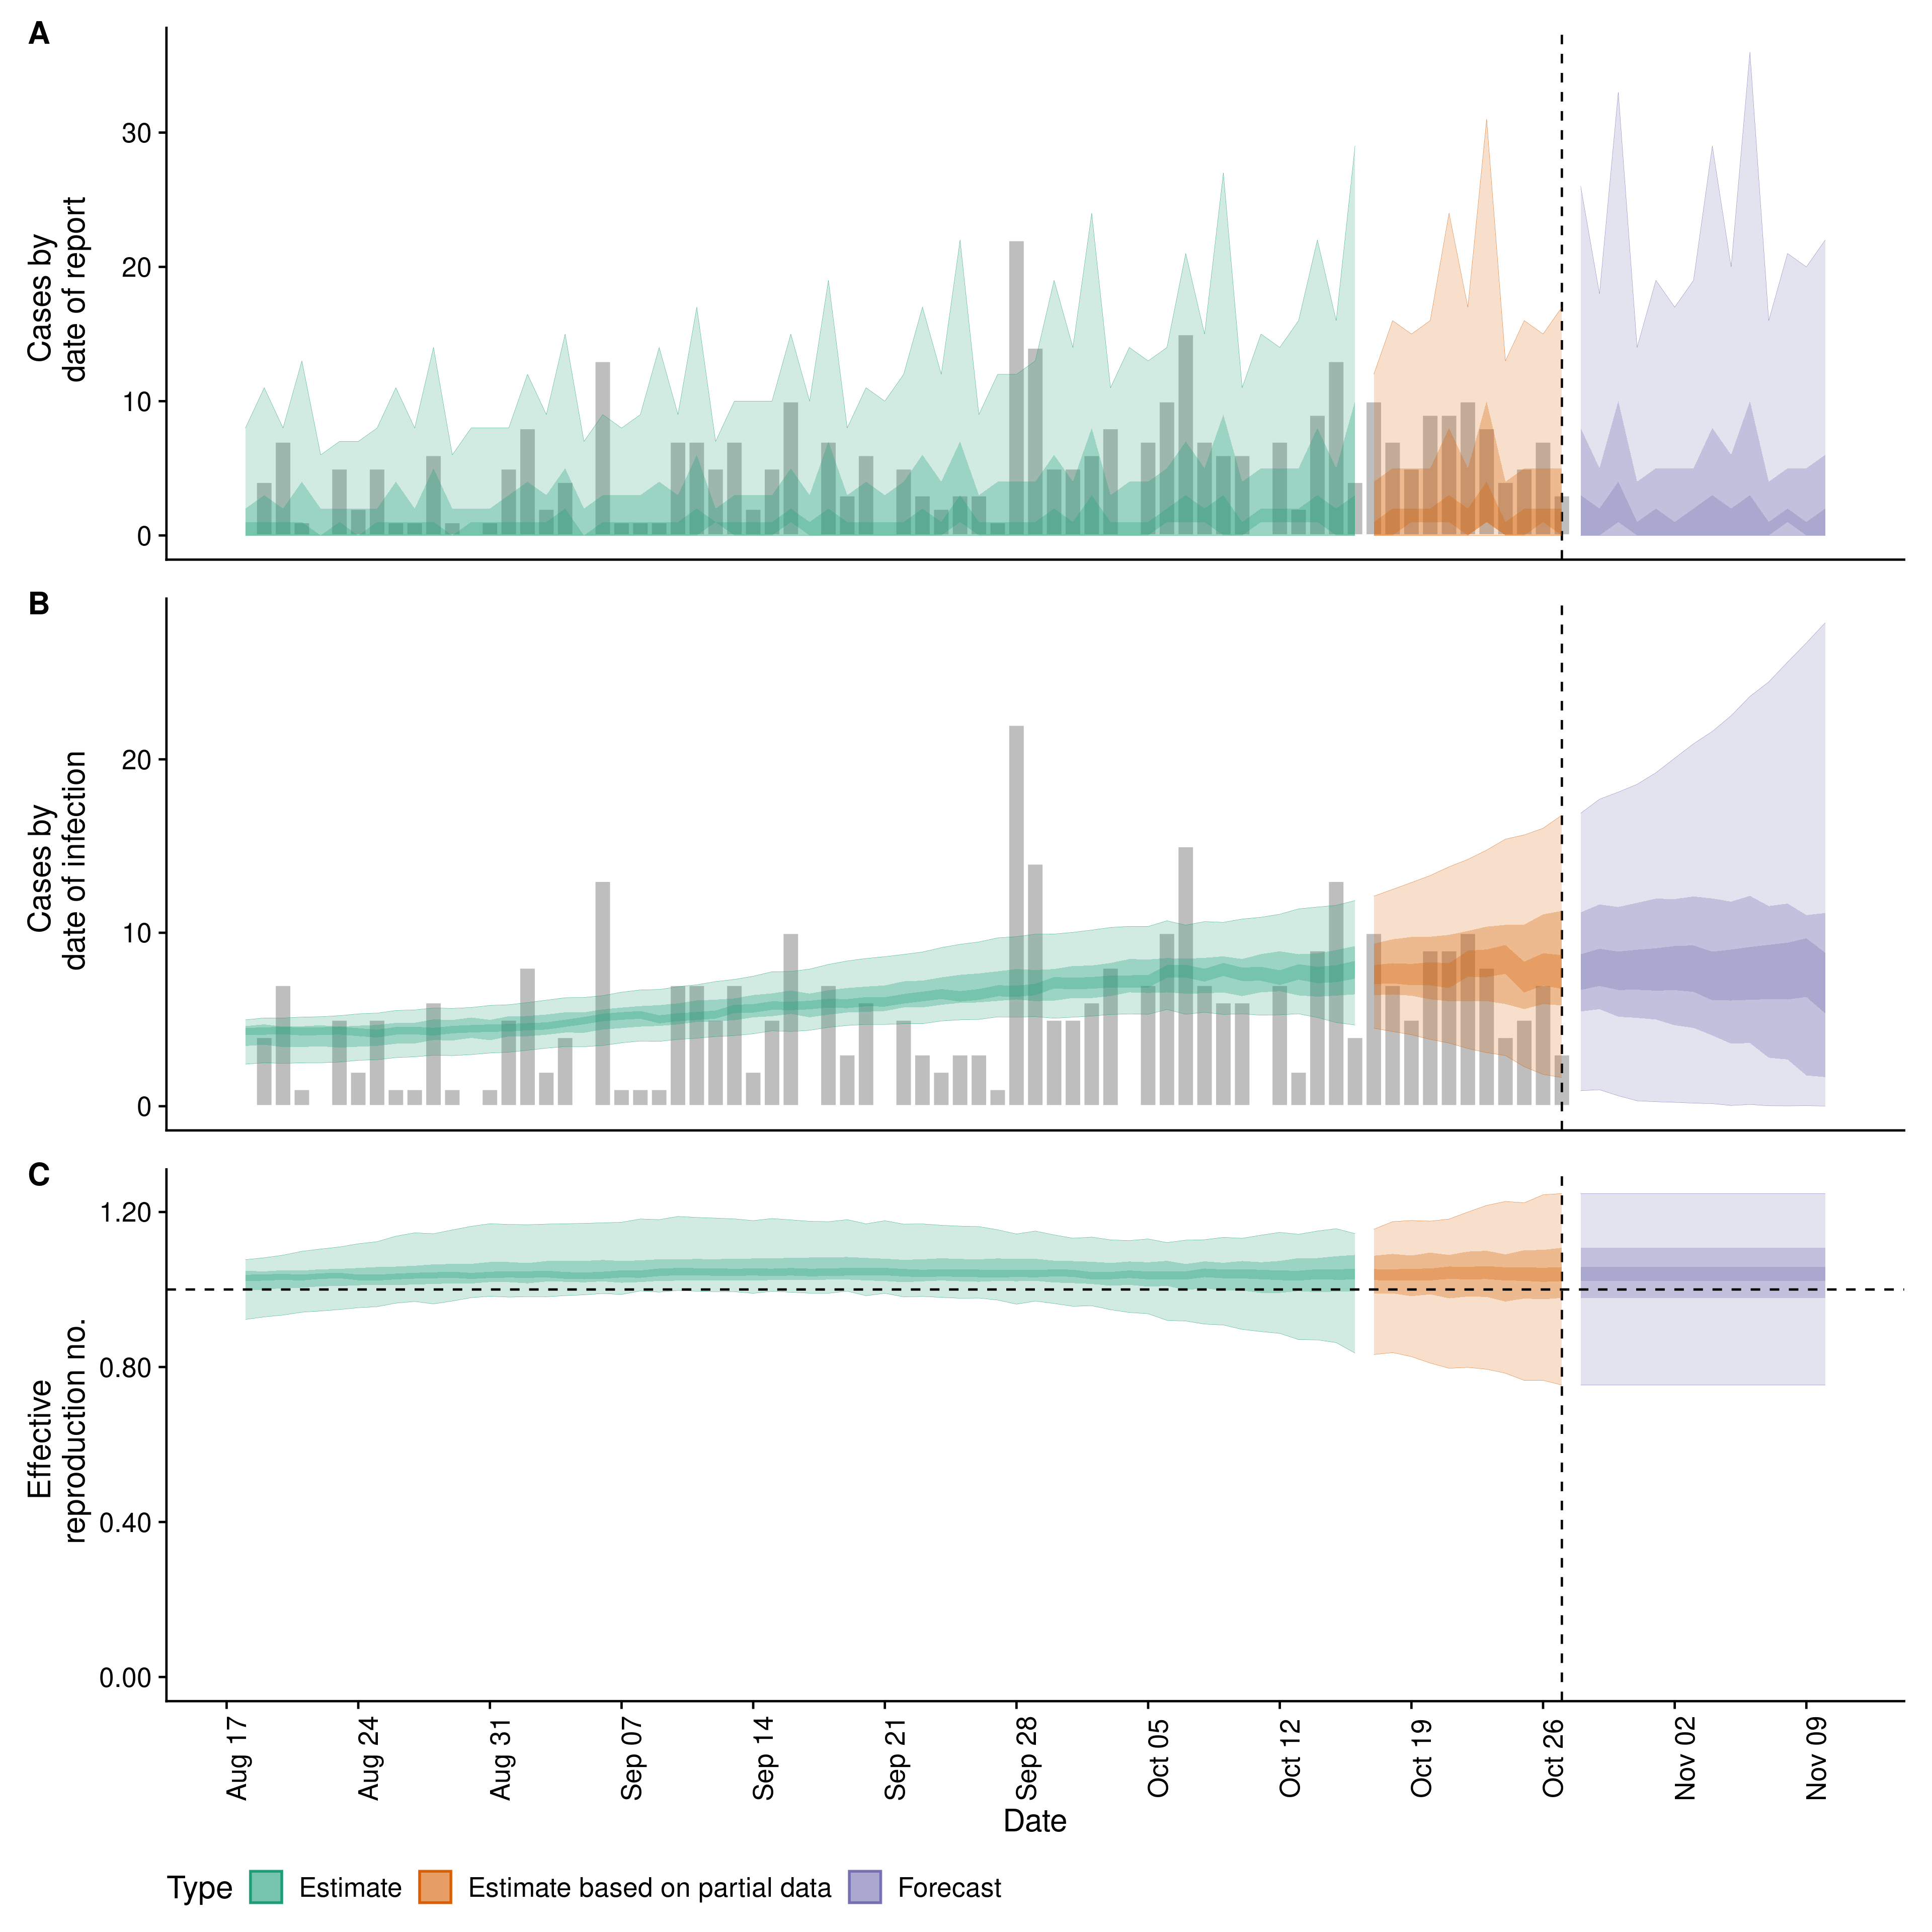 A
Cases by
date of report
30
20
10
0
B
Cases by
date of infection
20
10
0
C
Effective
reproduction no.
1.20
0.80
0.40
0.00
Aug 17
Aug 24
Aug 31
Sep 07
Sep 14
Sep 21
Sep 28
Oct 05
Oct 12
Oct 19
Oct 26
Nov 02
Nov 09
Date
Type Estimate Estimate based on partial data Forecast